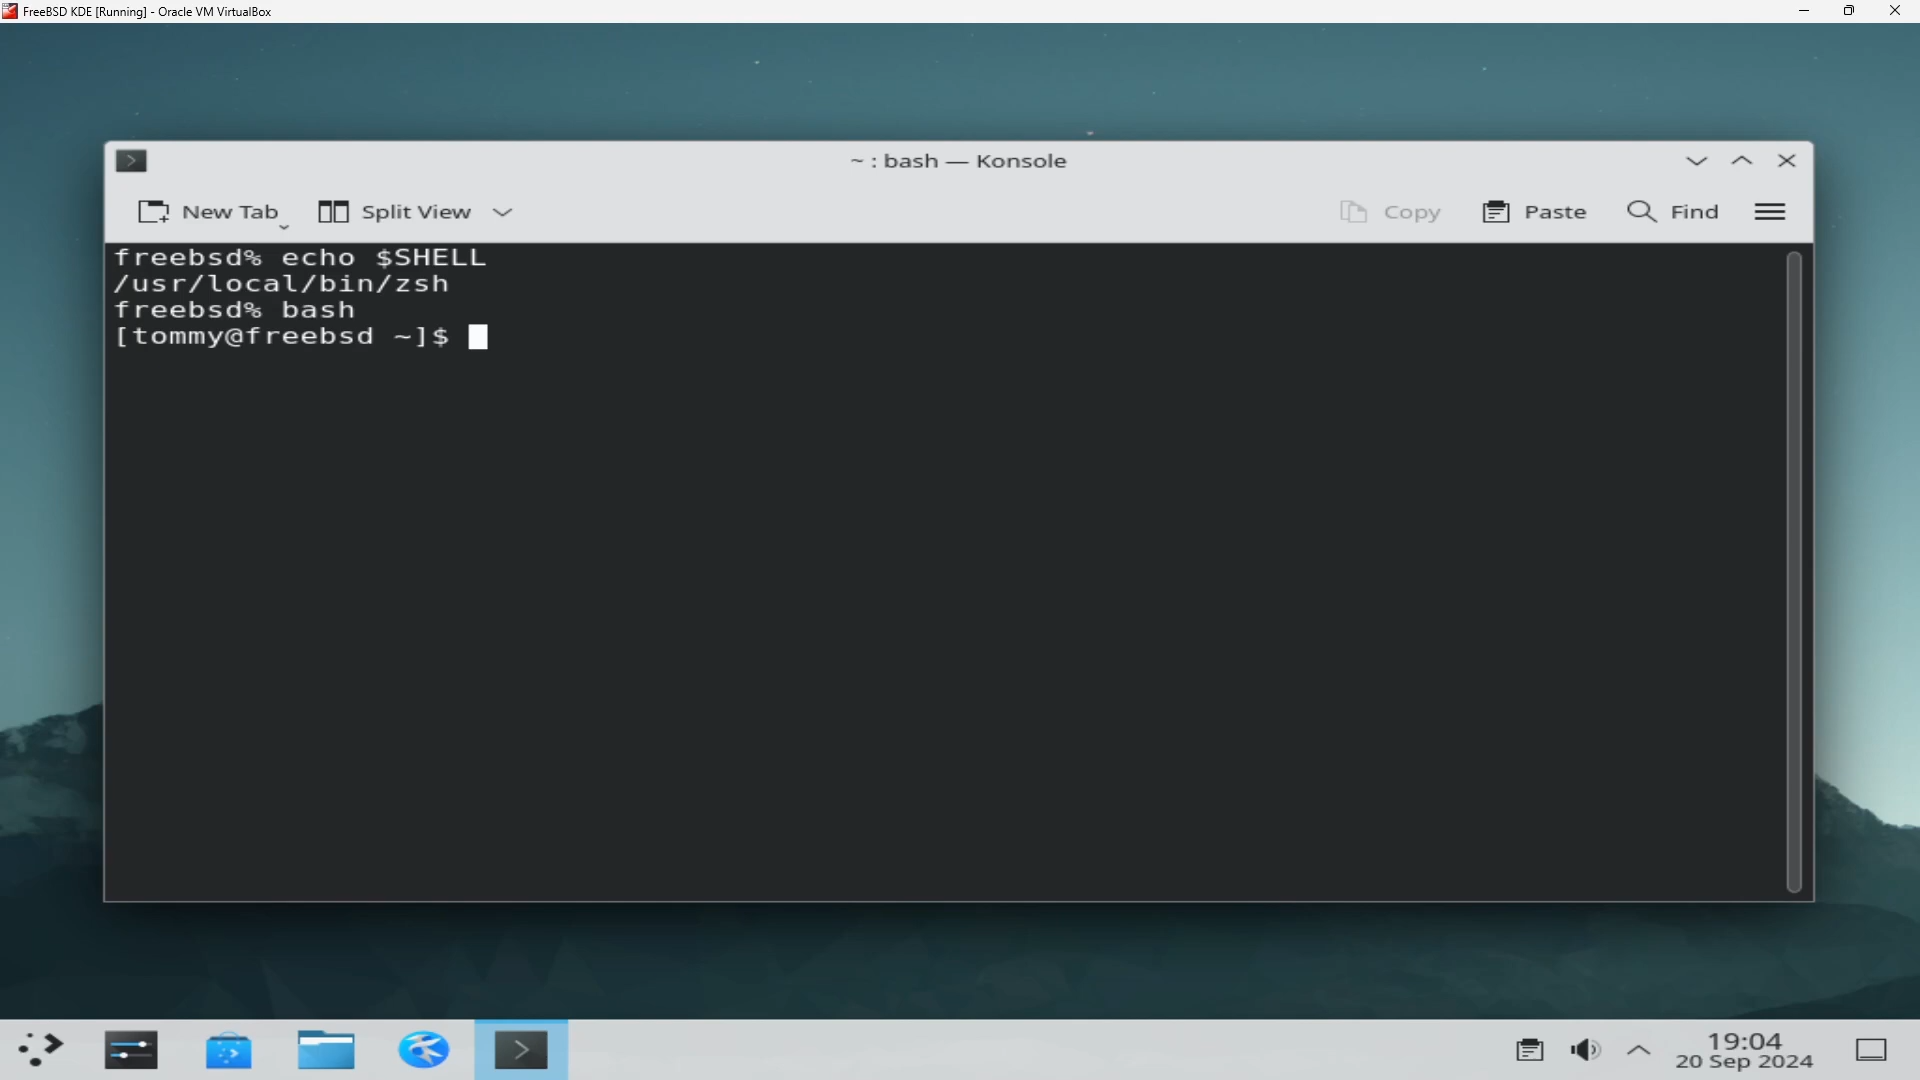 FreeBSD KDE [Running] - Oracle VM VirtualBox
~ : bash — Konsole
New Tab Split View Copy Paste Find
freebsd% echo $SHELL
/usr/local/bin/zsh
freebsd% bash
[tommy@freebsd ~]$
19:04
20 Sep 2024